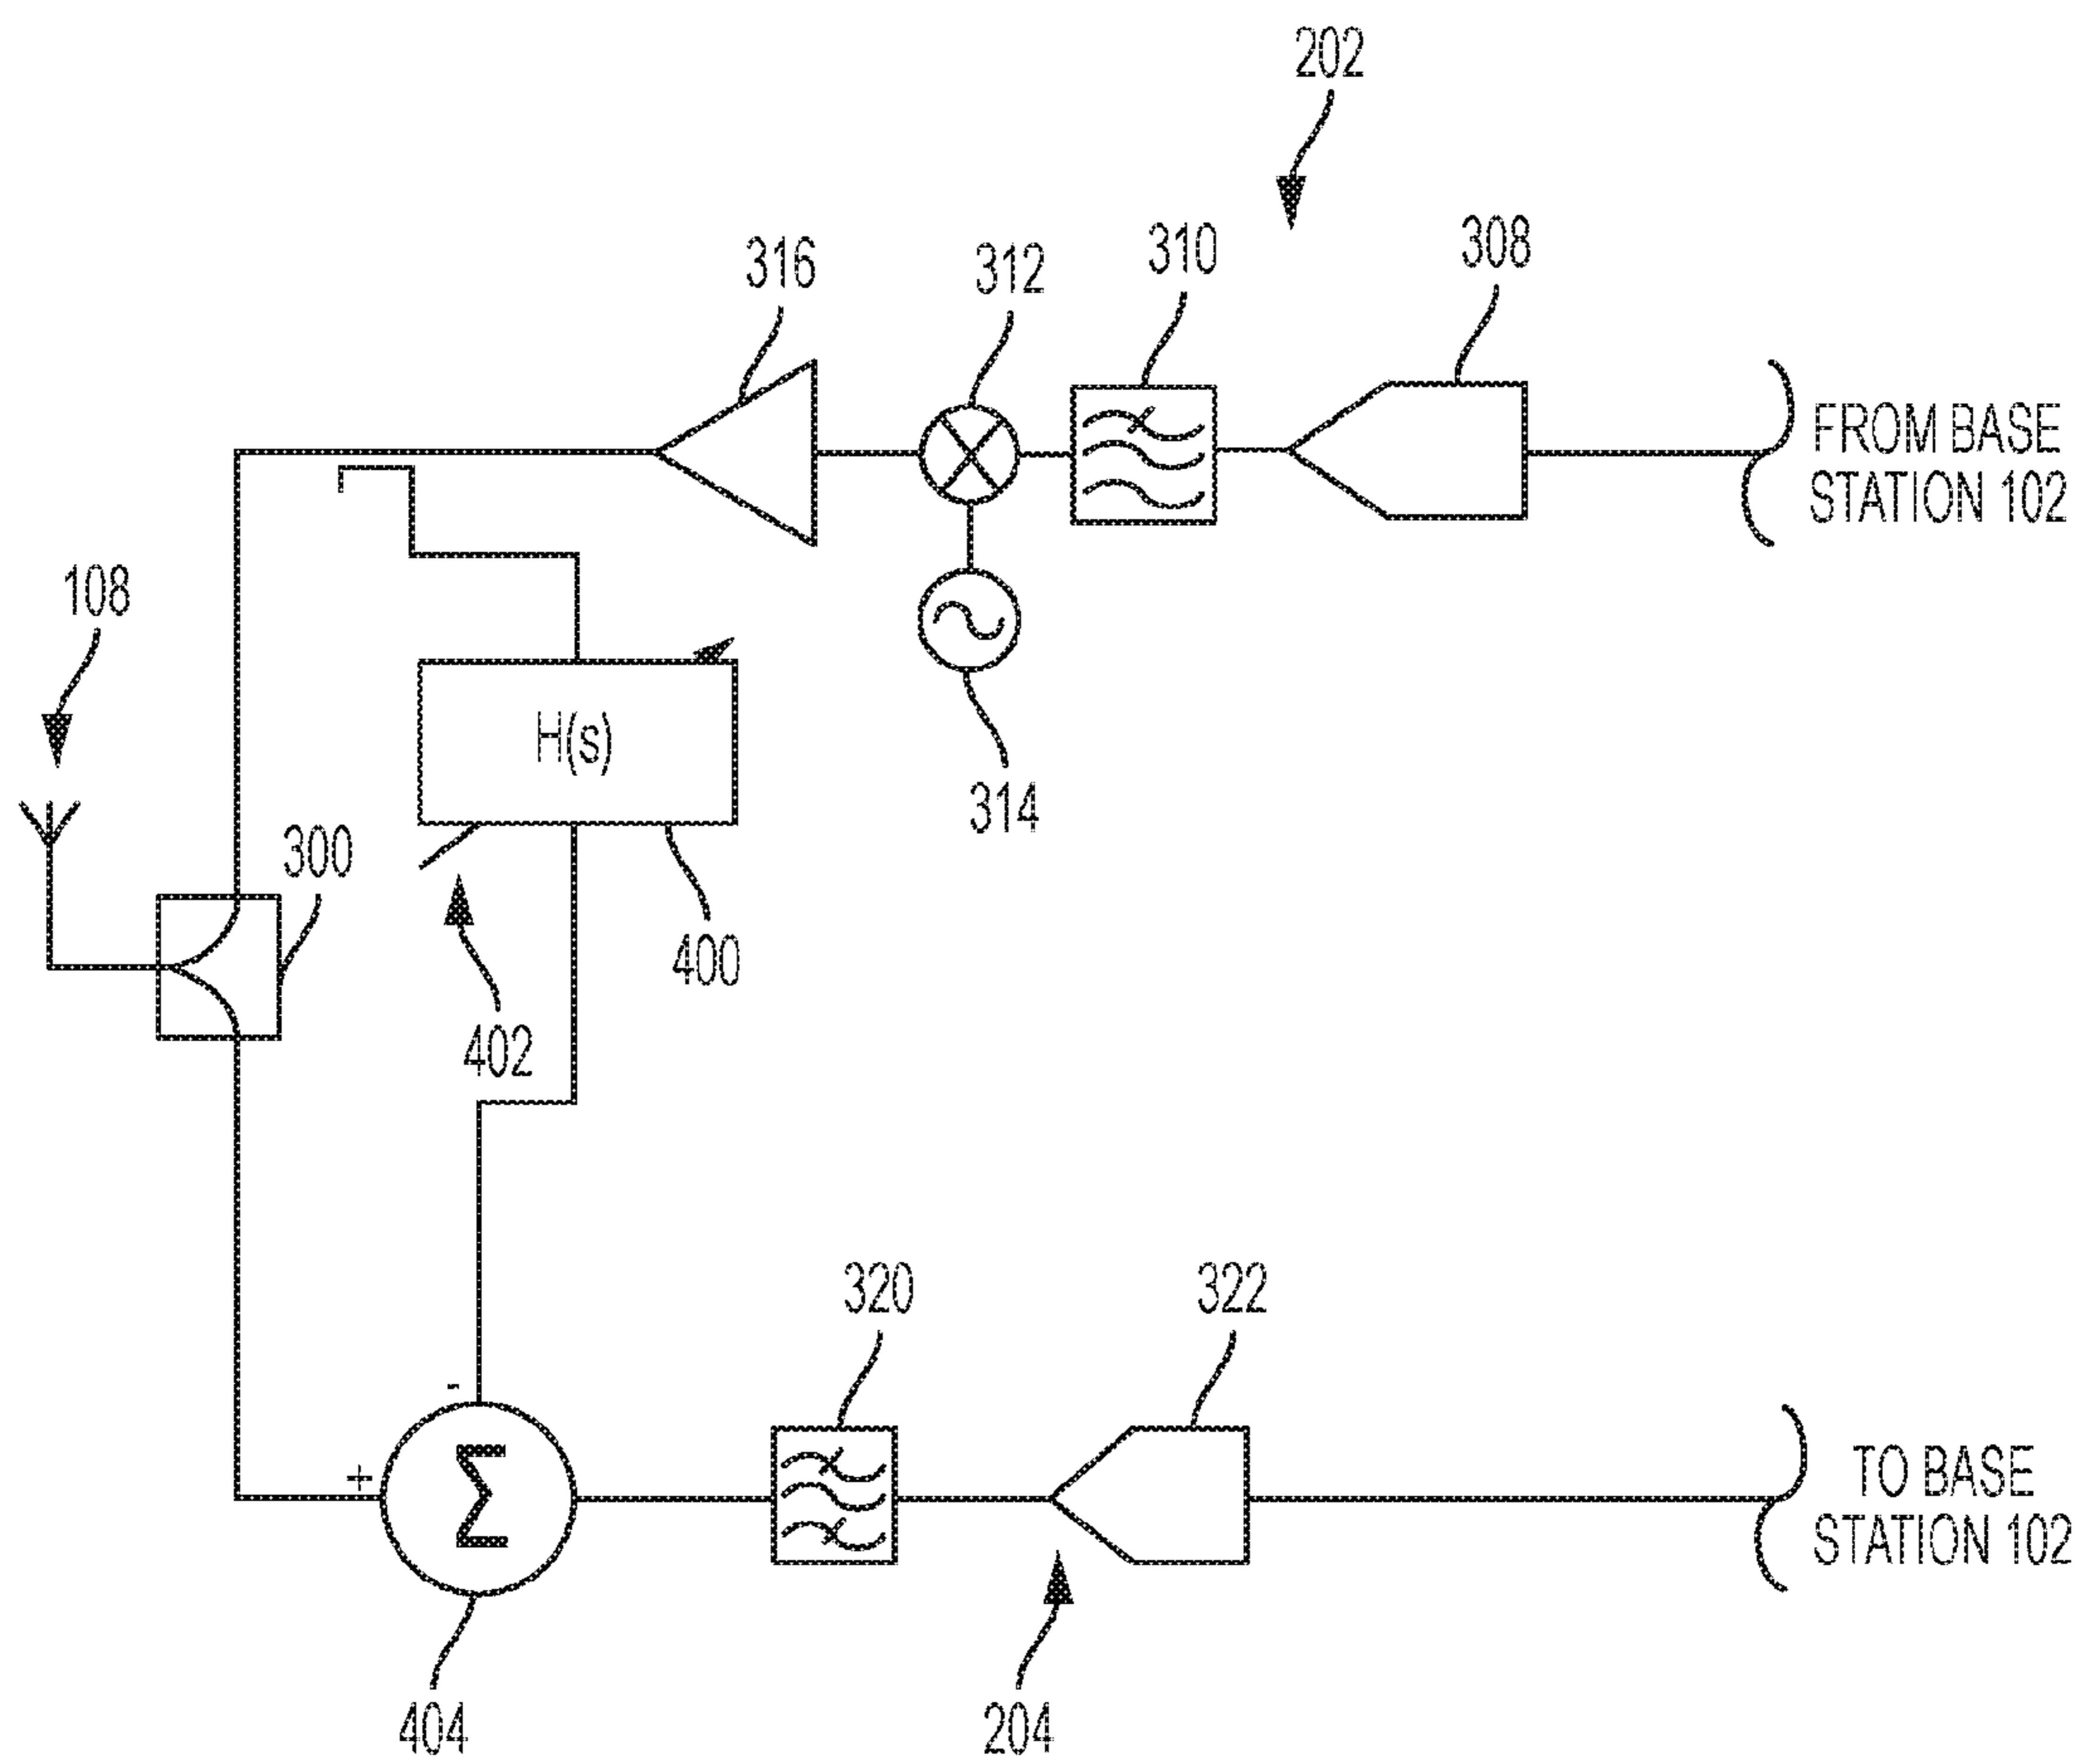 202
308
310
312
316
FROM BASE
STATION 102
108
H(s)
314
300
400
402
320
322
-
+
Σ
TO BASE
STATION 102
404
204